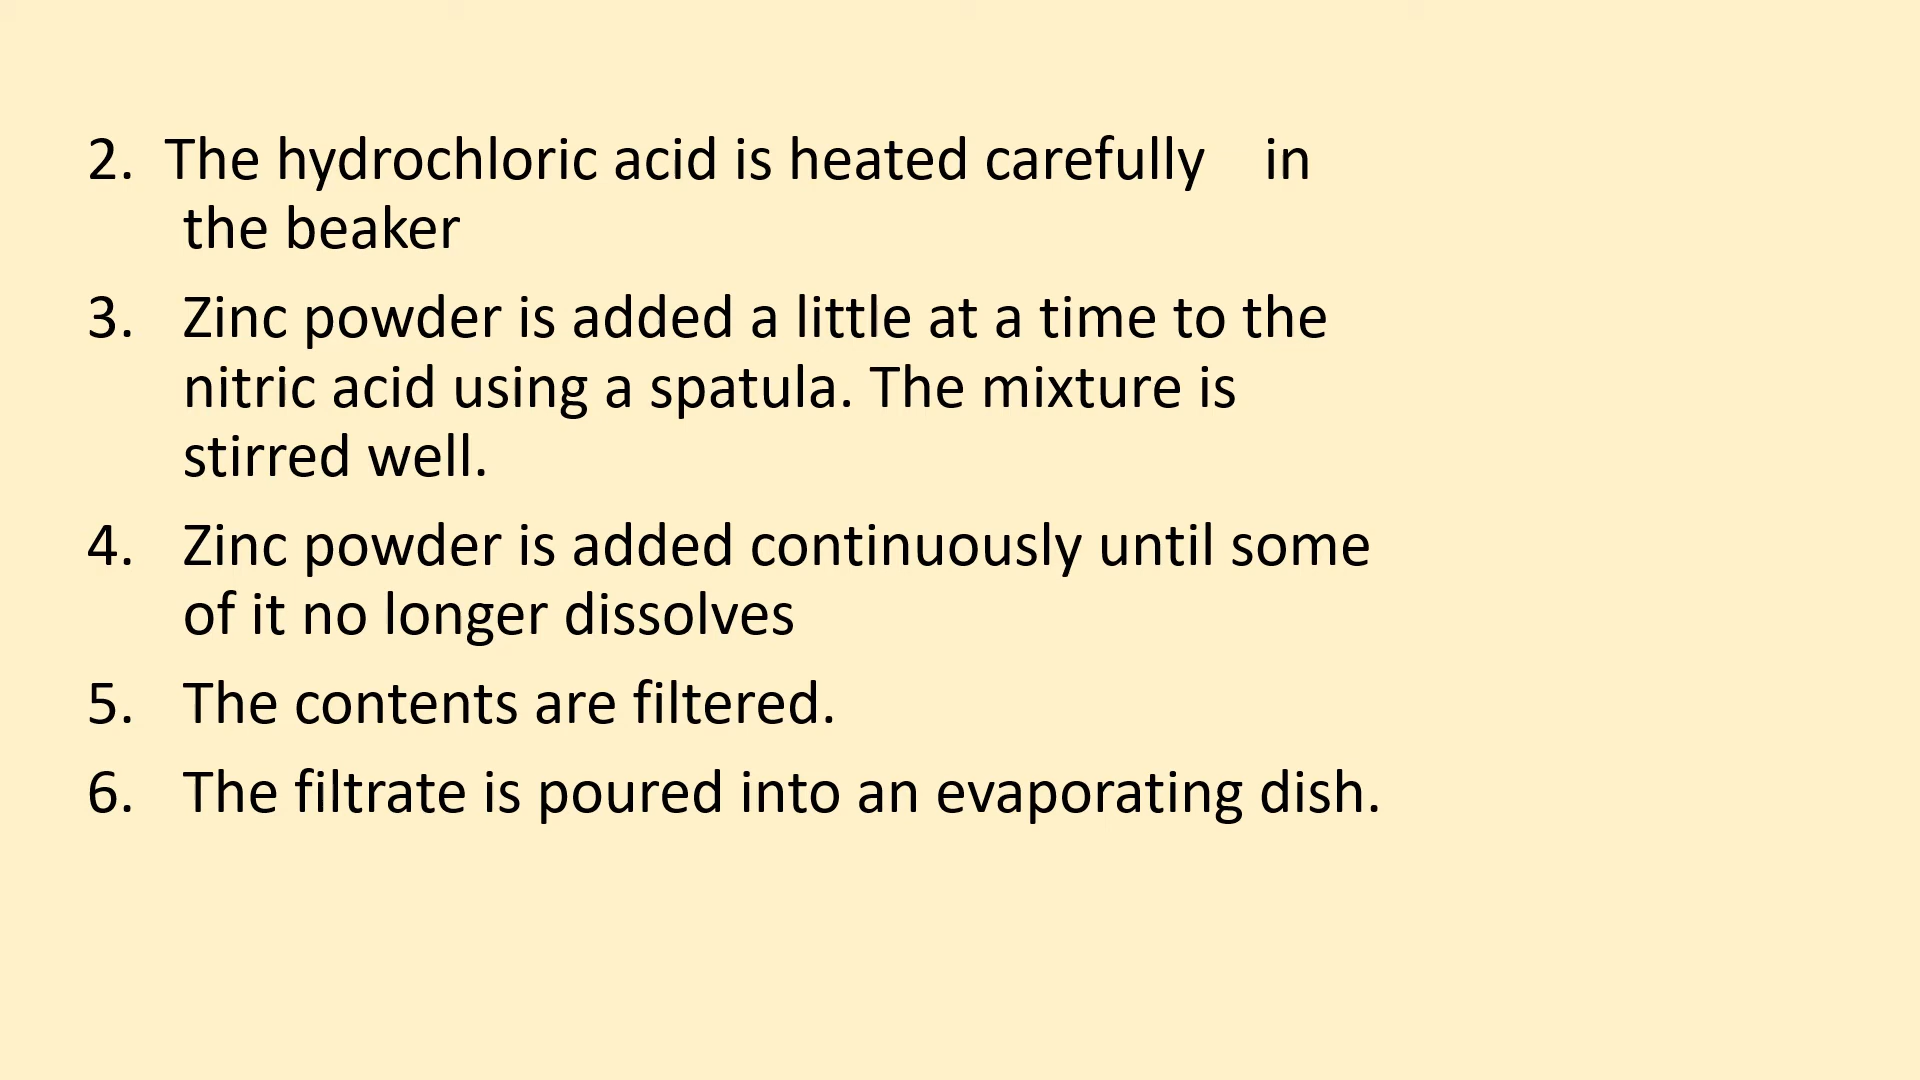 2. The hydrochloric acid is heated carefully in
the beaker
3. Zinc powder is added a little at a time to the
nitric acid using a spatula. The mixture is
stirred well.
4. Zinc powder is added continuously until some
of it no longer dissolves
5. The contents are filtered.
6. The filtrate is poured into an evaporating dish.